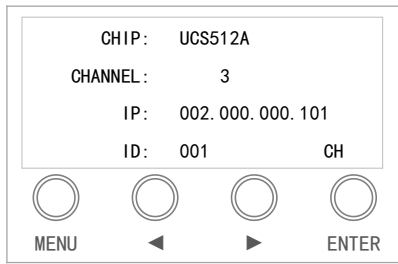 CHIP: UCS512A
CHANNEL: 3
IP: 002.000.000.101
ID: 001 CH
MENU ◀ ▶ ENTER